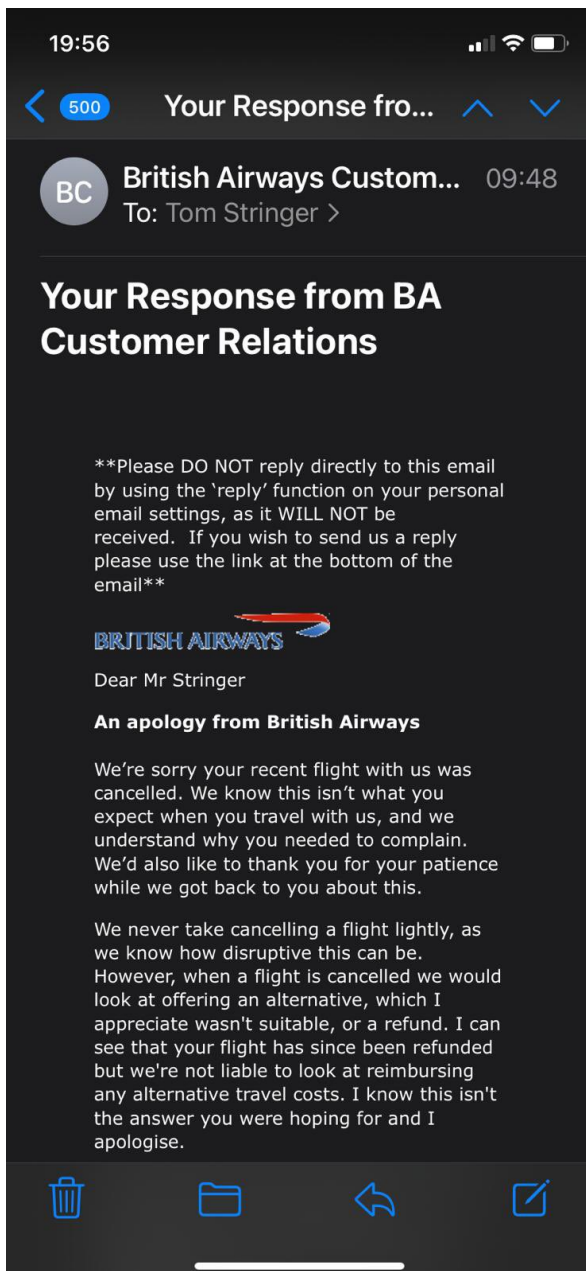 19:56
500 Your Response fro...
BC British Airways Custom... 09:48
To: Tom Stringer >
Your Response from BA
Customer Relations
**Please DO NOT reply directly to this email
by using the ‘reply’ function on your personal
email settings, as it WILL NOT be
received.  If you wish to send us a reply
please use the link at the bottom of the
email**
BRITISH AIRWAYS
Dear Mr Stringer
An apology from British Airways
We’re sorry your recent flight with us was
cancelled. We know this isn’t what you
expect when you travel with us, and we
understand why you needed to complain.
We’d also like to thank you for your patience
while we got back to you about this.
We never take cancelling a flight lightly, as
we know how disruptive this can be.
However, when a flight is cancelled we would
look at offering an alternative, which I
appreciate wasn't suitable, or a refund. I can
see that your flight has since been refunded
but we're not liable to look at reimbursing
any alternative travel costs. I know this isn't
the answer you were hoping for and I
apologise.